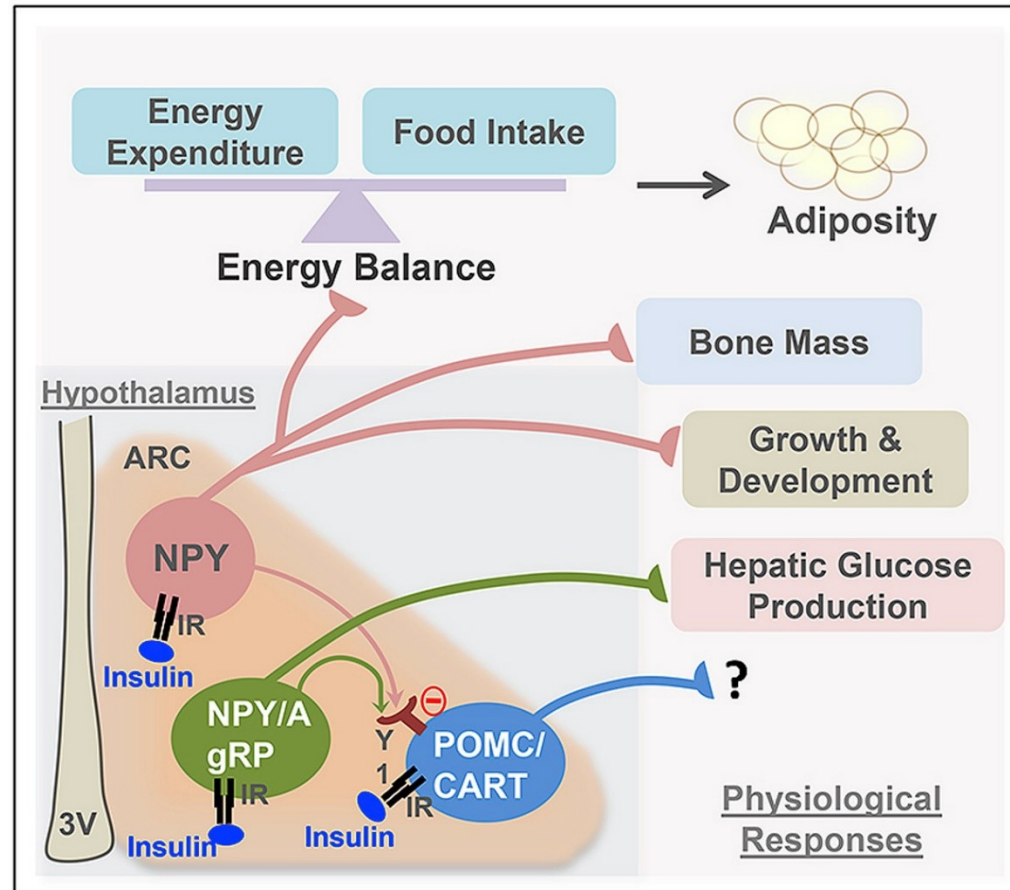 Energy
Expenditure
Food Intake
Adiposity
Energy Balance
Bone Mass
Hypothalamus
ARC
Growth &
Development
NPY
Hepatic Glucose
Production
IR
Insulin
?
NPY/A
gRP
Y
1
POMC/
CART
IR
IR
Insulin
Insulin
3V
Physiological
Responses